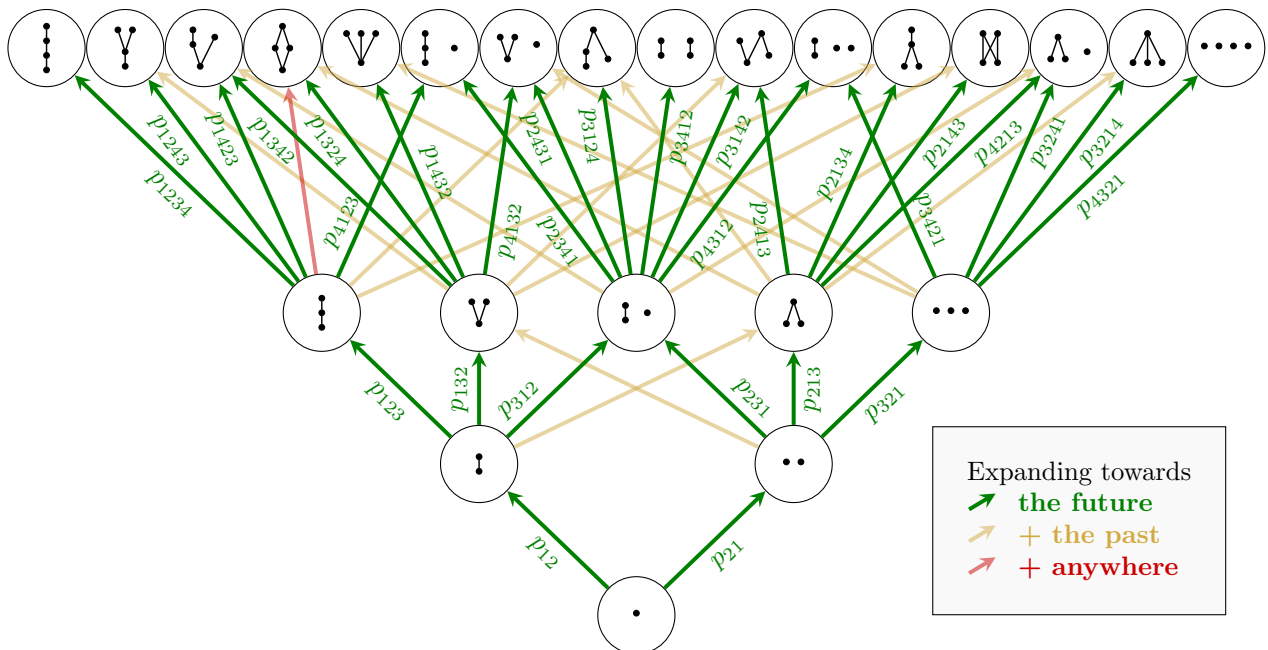 p1243
p1423
p1342
p1324
p1432
p2431
p3124
p3412
p3142
p2143
p4213
p3241
p3214
p1234
p4123
p4132
p2341
p4312
p2413
p2134
p3421
p4321
p123
p132
p312
p231
p213
p321
p12
p21
Expanding towards
the future
+ the past
+ anywhere